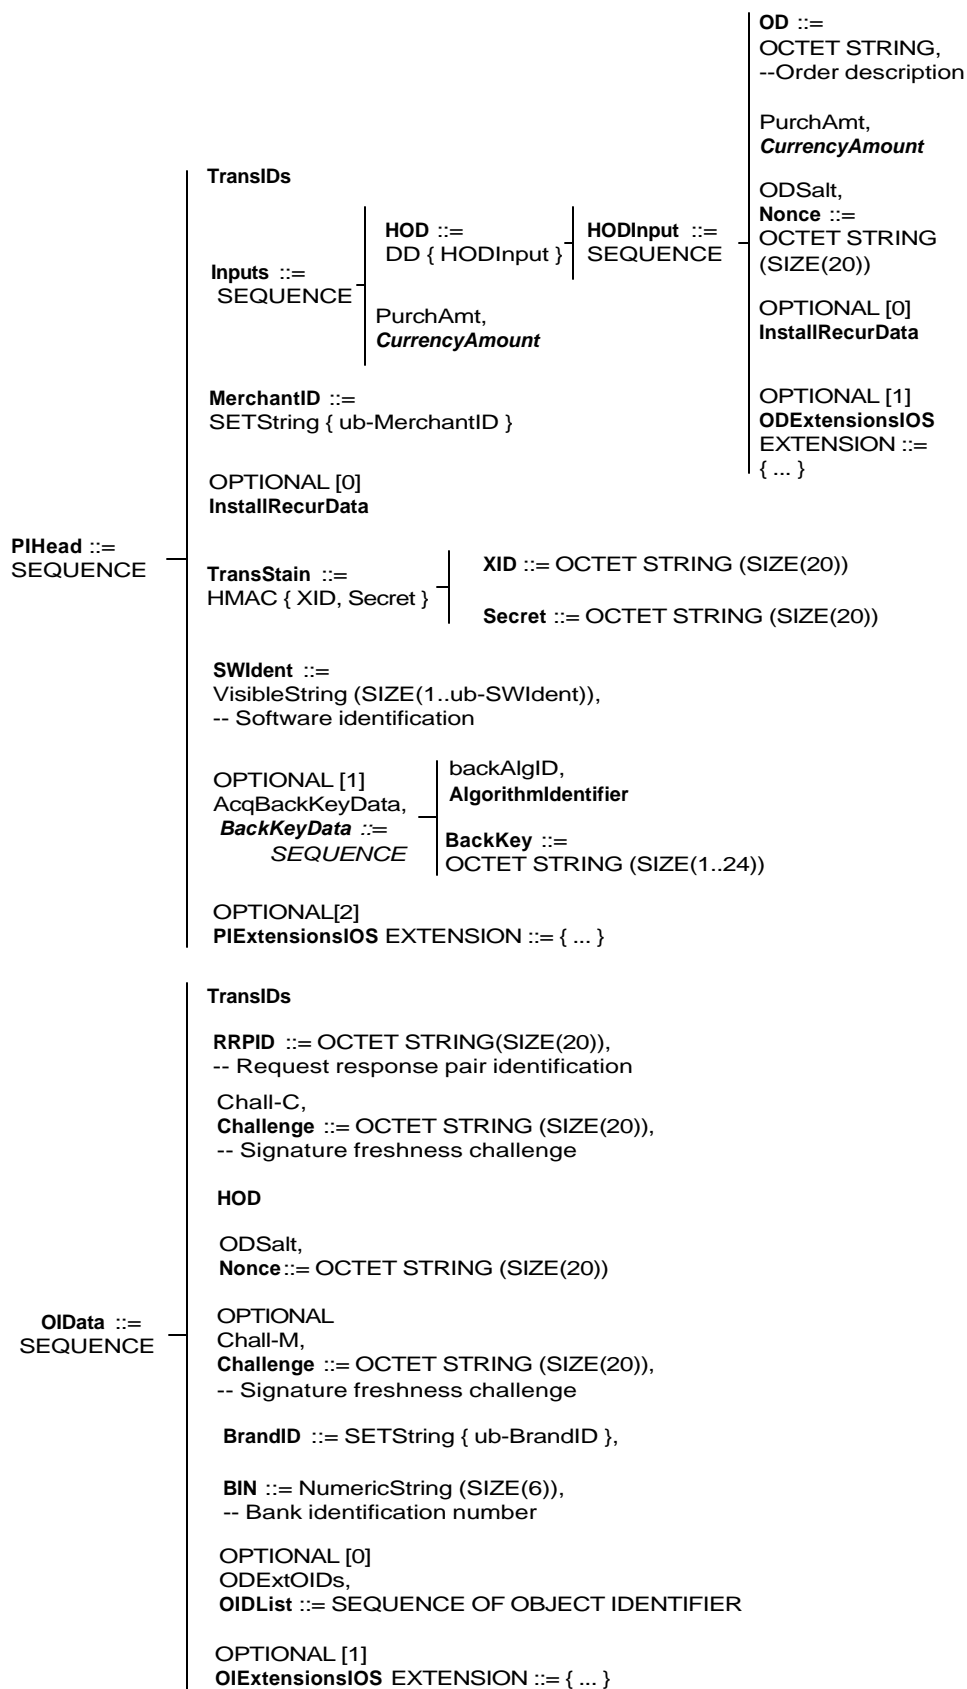 OD ::=
OCTET STRING,
--Order description
PurchAmt,
CurrencyAmount
ODSalt,
Nonce ::=
OCTET STRING
(SIZE(20))
OPTIONAL [0]
InstallRecurData
OPTIONAL [1]
ODExtensionsIOS
EXTENSION ::=
{ ... }
TransIDs
HOD ::=
DD { HODInput }
HODInput ::=
SEQUENCE
Inputs ::=
SEQUENCE
PurchAmt,
CurrencyAmount
MerchantID ::=
SETString { ub-MerchantID }
OPTIONAL [0]
InstallRecurData
PIHead ::=
SEQUENCE
TransStain ::=
HMAC { XID, Secret }
XID ::= OCTET STRING (SIZE(20))
Secret ::= OCTET STRING (SIZE(20))
SWIdent ::=
VisibleString (SIZE(1..ub-SWIdent)),
-- Software identification
OPTIONAL [1]
AcqBackKeyData,
BackKeyData ::=
SEQUENCE
backAlgID,
AlgorithmIdentifier
BackKey ::=
OCTET STRING (SIZE(1..24))
OPTIONAL[2]
PIExtensionsIOS EXTENSION ::= { ... }
TransIDs
RRPID ::= OCTET STRING(SIZE(20)),
-- Request response pair identification
Chall-C,
Challenge ::= OCTET STRING (SIZE(20)),
-- Signature freshness challenge
HOD
ODSalt,
Nonce::= OCTET STRING (SIZE(20))
OIData ::=
SEQUENCE
OPTIONAL
Chall-M,
Challenge ::= OCTET STRING (SIZE(20)),
-- Signature freshness challenge
BrandID ::= SETString { ub-BrandID },
BIN ::= NumericString (SIZE(6)),
-- Bank identification number
OPTIONAL [0]
ODExtOIDs,
OIDList ::= SEQUENCE OF OBJECT IDENTIFIER
OPTIONAL [1]
OIExtensionsIOS EXTENSION ::= { ... }